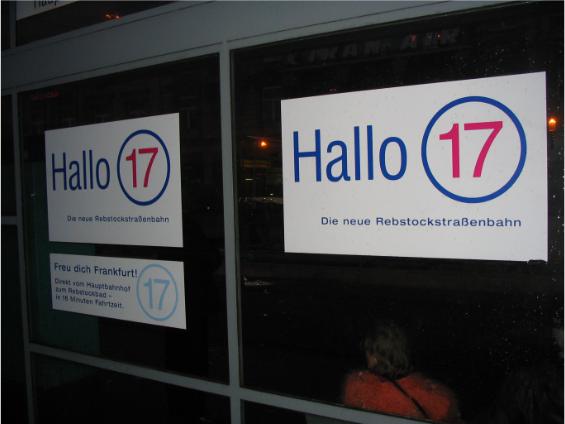 Hallo 17
Die neue Rebstockstraßenbahn
Freu dich Frankfurt!
Direkt vom Hauptbahnhof
zum Rebstockbad –
in 16 Minuten Fahrtzeit.
17
Hallo 17
Die neue Rebstockstraßenbahn